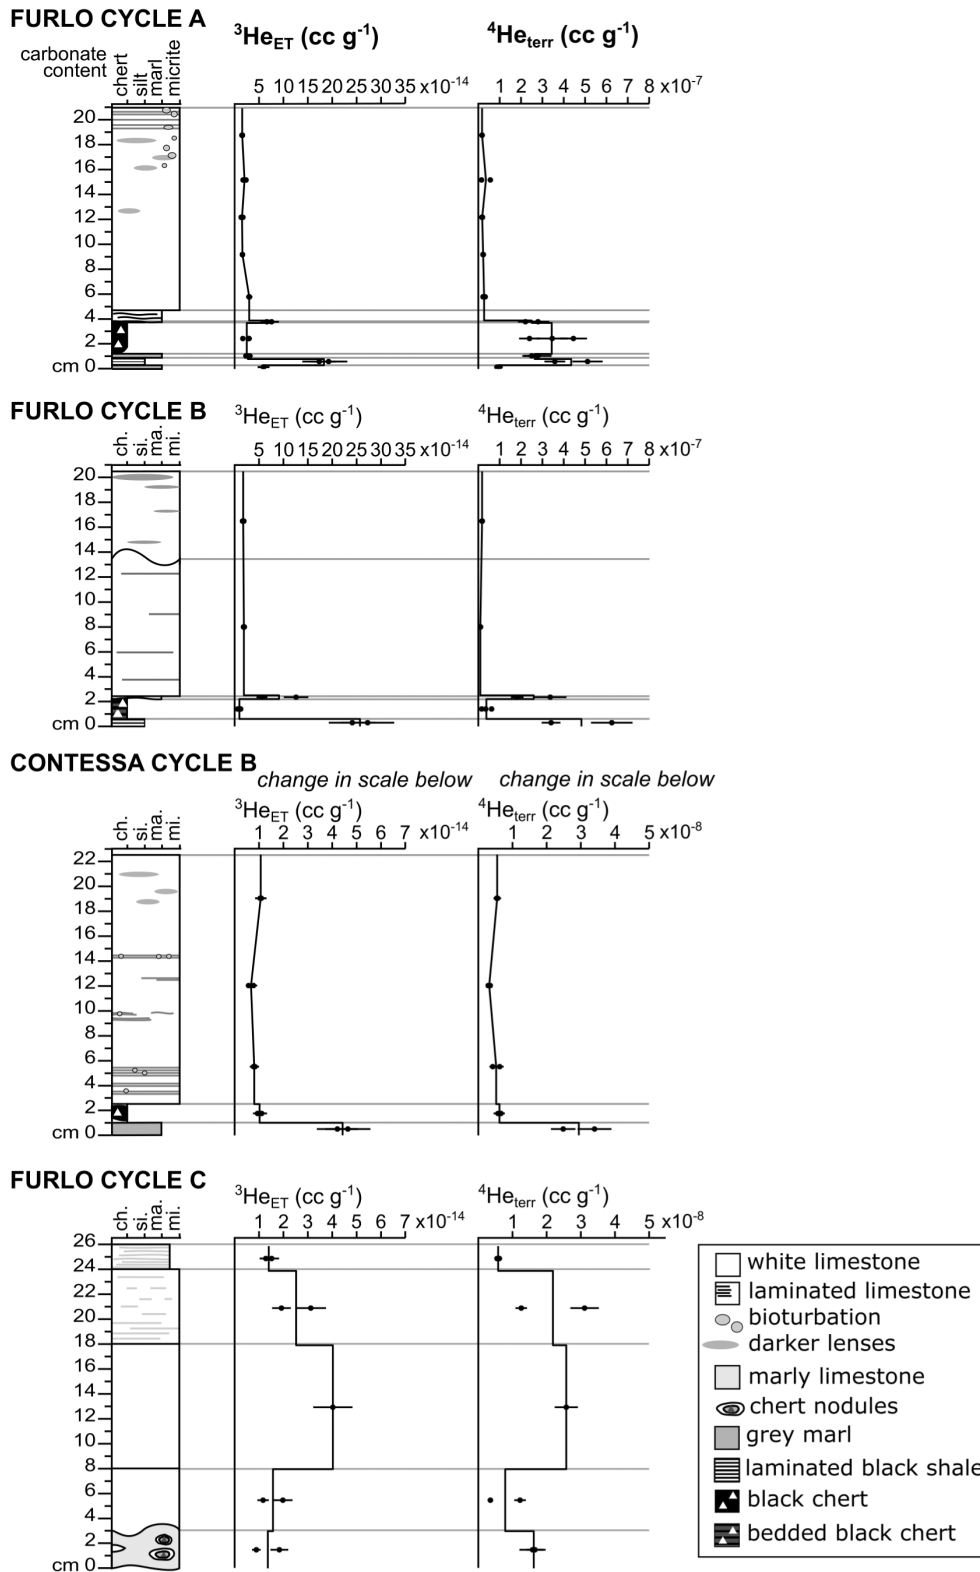 FURLO CYCLE A
³He_ET (cc g⁻¹) ⁴He_terr (cc g⁻¹)
carbonate content
chert silt marl micrite
5 10 15 20 25 30 35 x10⁻¹⁴ 1 2 3 4 5 6 7 8 x10⁻⁷
20
18
16
14
12
10
8
6
4
2
cm 0
FURLO CYCLE B
³He_ET (cc g⁻¹) ⁴He_terr (cc g⁻¹)
ch. si. ma. mi.
5 10 15 20 25 30 35 x10⁻¹⁴ 1 2 3 4 5 6 7 8 x10⁻⁷
20
18
16
14
12
10
8
6
4
2
cm 0
CONTESSA CYCLE B
change in scale below change in scale below
³He_ET (cc g⁻¹) ⁴He_terr (cc g⁻¹)
ch. si. ma. mi.
1 2 3 4 5 6 7 x10⁻¹⁴ 1 2 3 4 5 x10⁻⁸
22
20
18
16
14
12
10
8
6
4
2
cm 0
FURLO CYCLE C
³He_ET (cc g⁻¹) ⁴He_terr (cc g⁻¹)
ch. si. ma. mi.
1 2 3 4 5 6 7 x10⁻¹⁴ 1 2 3 4 5 x10⁻⁸
26
24
22
20
18
16
14
12
10
8
6
4
2
cm 0
white limestone
laminated limestone
bioturbation
darker lenses
marly limestone
chert nodules
grey marl
laminated black shale
black chert
bedded black chert